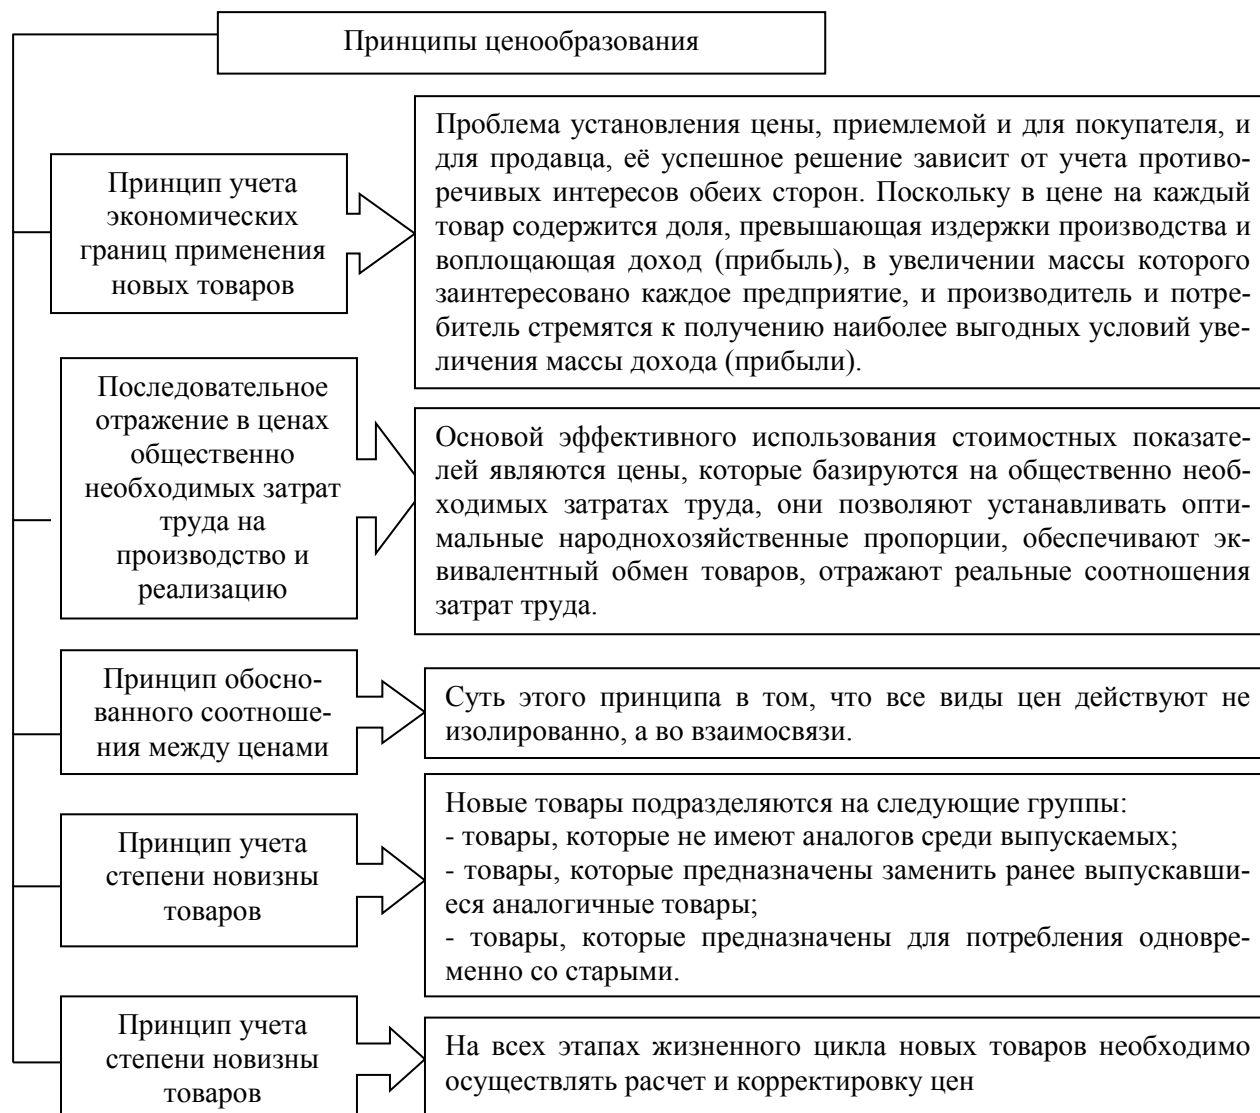 Принципы ценообразования
Принцип учета
экономических
границ применения
новых товаров
Проблема установления цены, приемлемой и для покупателя, и
для продавца, её успешное решение зависит от учета противо-
речивых интересов обеих сторон. Поскольку в цене на каждый
товар содержится доля, превышающая издержки производства и
воплощающая доход (прибыль), в увеличении массы которого
заинтересовано каждое предприятие, и производитель и потре-
битель стремятся к получению наиболее выгодных условий уве-
личения массы дохода (прибыли).
Последовательное
отражение в ценах
общественно
необходимых затрат
труда на
производство и
реализацию
Основой эффективного использования стоимостных показате-
лей являются цены, которые базируются на общественно необ-
ходимых затратах труда, они позволяют устанавливать опти-
мальные народнохозяйственные пропорции, обеспечивают эк-
вивалентный обмен товаров, отражают реальные соотношения
затрат труда.
Принцип обосно-
ванного соотноше-
ния между ценами
Суть этого принципа в том, что все виды цен действуют не
изолированно, а во взаимосвязи.
Принцип учета
степени новизны
товаров
Новые товары подразделяются на следующие группы:
- товары, которые не имеют аналогов среди выпускаемых;
- товары, которые предназначены заменить ранее выпускавши-
еся аналогичные товары;
- товары, которые предназначены для потребления одновре-
менно со старыми.
Принцип учета
степени новизны
товаров
На всех этапах жизненного цикла новых товаров необходимо
осуществлять расчет и корректировку цен